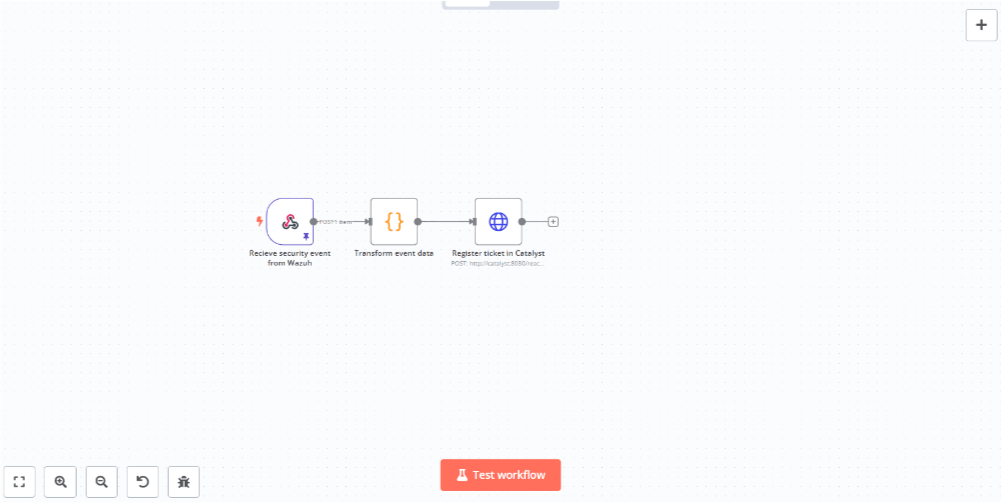 POST
1 item
Recieve security event
from Wazuh
Transform event data
Register ticket in Catalyst
POST: http://catalyst:8080/reac...
Test workflow